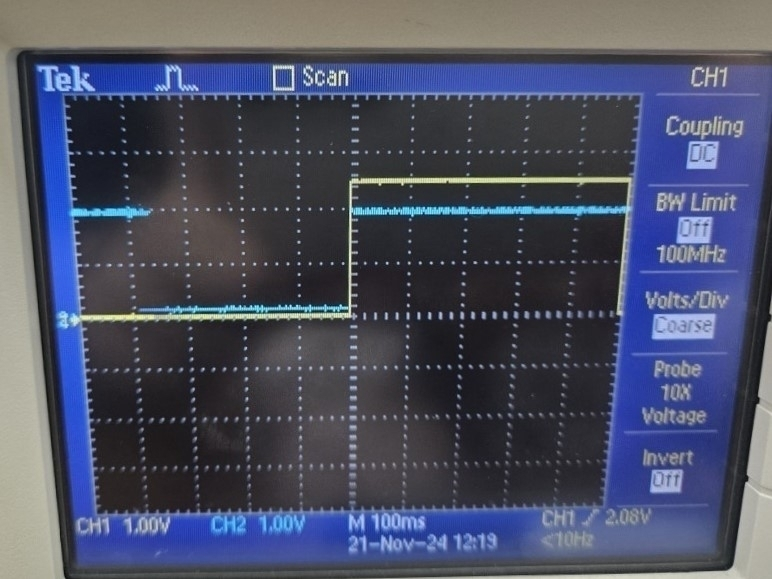 Tek Scan CH1
Coupling
DC
BW Limit
Off
100MHz
Volts/Div
Coarse
Probe
10X
Voltage
Invert
Off
CH1 1.00V CH2 1.00V M 100ms CH1 2.08V
21-Nov-24 12:19 <10Hz